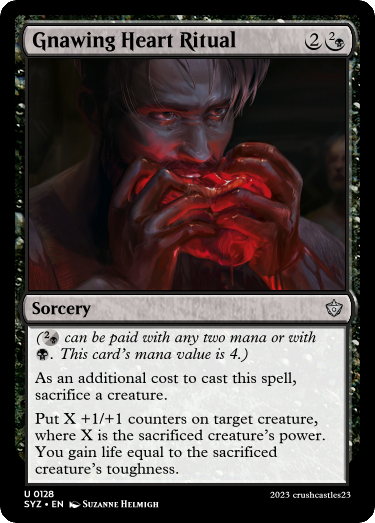 Gnawing Heart Ritual 2 2
Sorcery
(2 can be paid with any two mana or with
. This card's mana value is 4.)
As an additional cost to cast this spell,
sacrifice a creature.
Put X +1/+1 counters on target creature,
where X is the sacrificed creature's power.
You gain life equal to the sacrificed
creature's toughness.
U 0128
SYZ • EN Suzanne Helmigh
2023 crushcastles23